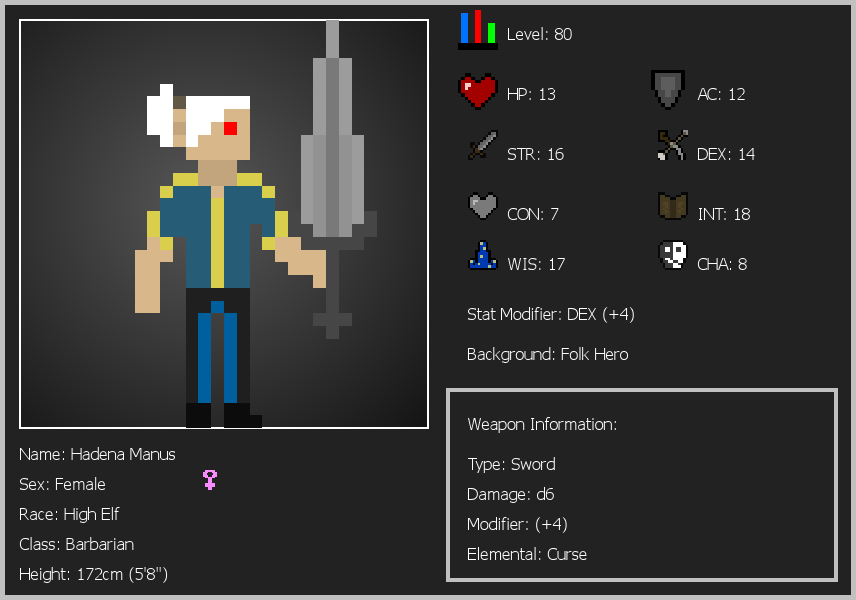 Level: 80
HP: 13
AC: 12
STR: 16
DEX: 14
CON: 7
INT: 18
WIS: 17
CHA: 8
Stat Modifier: DEX (+4)
Background: Folk Hero
Weapon Information:
Type: Sword
Damage: d6
Modifier: (+4)
Elemental: Curse
Name: Hadena Manus
Sex: Female
Race: High Elf
Class: Barbarian
Height: 172cm (5'8")